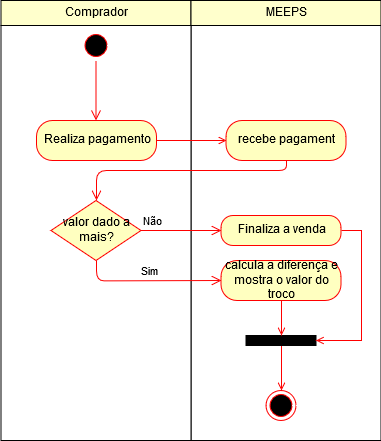 Comprador
MEEPS
Realiza pagamento
recebe pagament
valor dado a
mais?
Não
Finaliza a venda
Sim
calcula a diferença e
mostra o valor do
troco